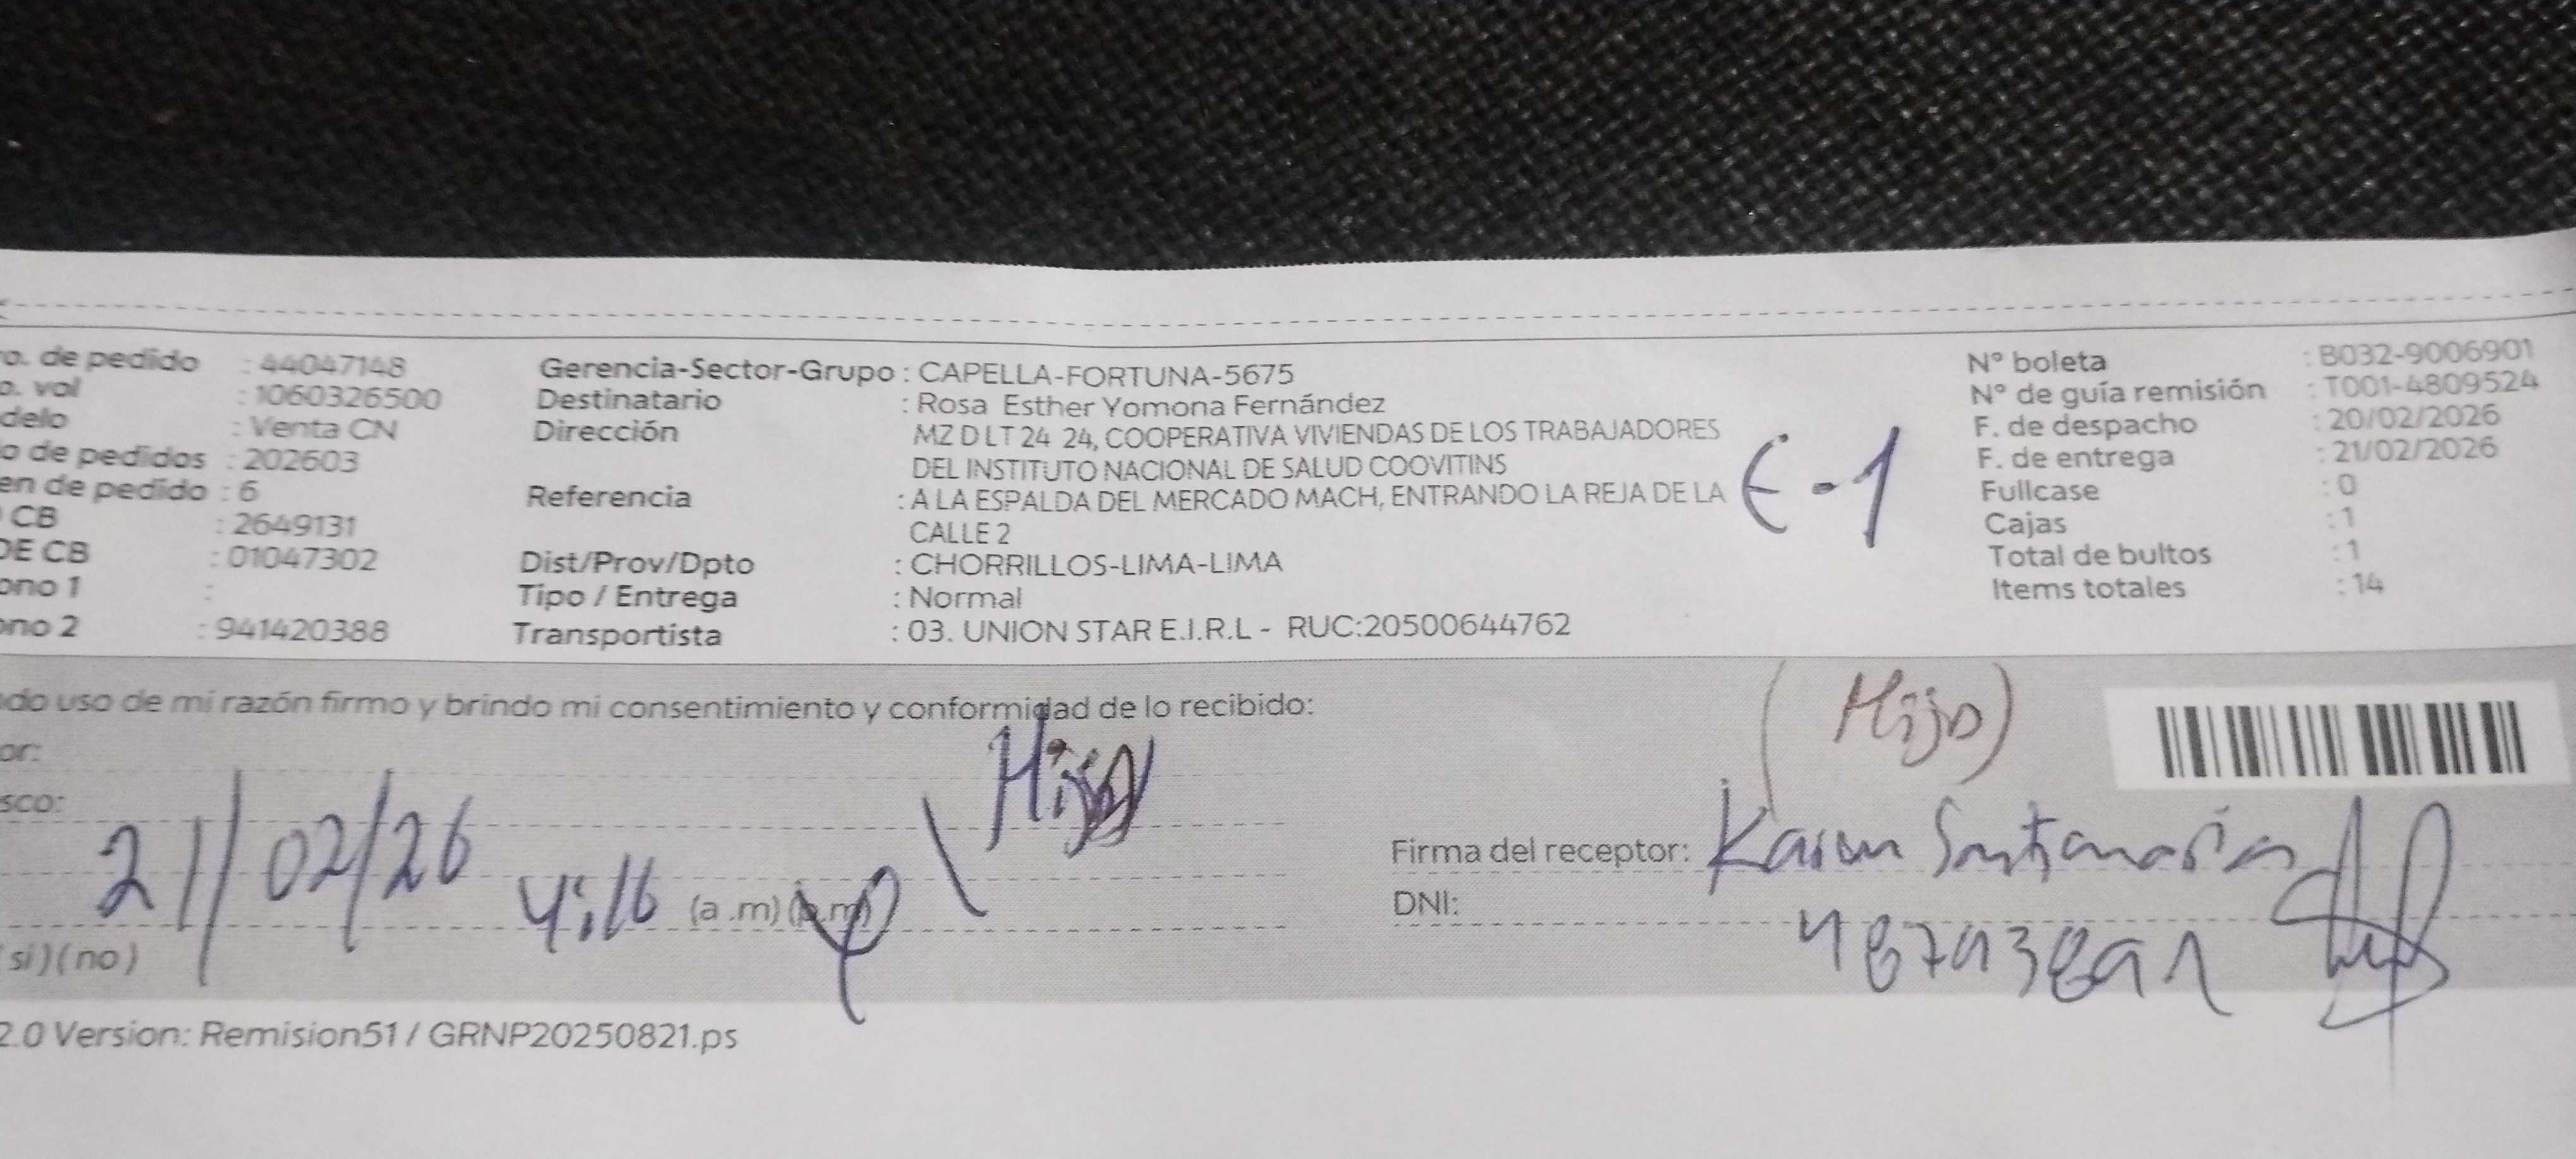 o. de pedido : 44047148
o. vol : 1060326500
delo : Venta CN
o de pedidos : 202603
en de pedido : 6
CB : 2649131
DE CB : 01047302
ono 1 :
ono 2 : 941420388
Gerencia-Sector-Grupo : CAPELLA-FORTUNA-5675
Destinatario : Rosa Esther Yomona Fernández
Dirección MZ D LT 24 24, COOPERATIVA VIVIENDAS DE LOS TRABAJADORES
DEL INSTITUTO NACIONAL DE SALUD COOVITINS
Referencia : A LA ESPALDA DEL MERCADO MACH, ENTRANDO LA REJA DE LA
CALLE 2
Dist/Prov/Dpto : CHORRILLOS-LIMA-LIMA
Tipo / Entrega : Normal
Transportista : 03. UNION STAR E.I.R.L - RUC:20500644762
E-1
N° boleta : B032-9006901
N° de guía remisión : T001-4809524
F. de despacho : 20/02/2026
F. de entrega : 21/02/2026
Fullcase : 0
Cajas : 1
Total de bultos : 1
Items totales : 14
do uso de mi razón firmo y brindo mi consentimiento y conformidad de lo recibido:
or:
sco:
Hijo
21/02/26 4:16 (a .m) (p.m)
si) (no)
(Hijo)
Firma del receptor: Santamaria
DNI:
2.0 Version: Remision51 / GRNP20250821.ps